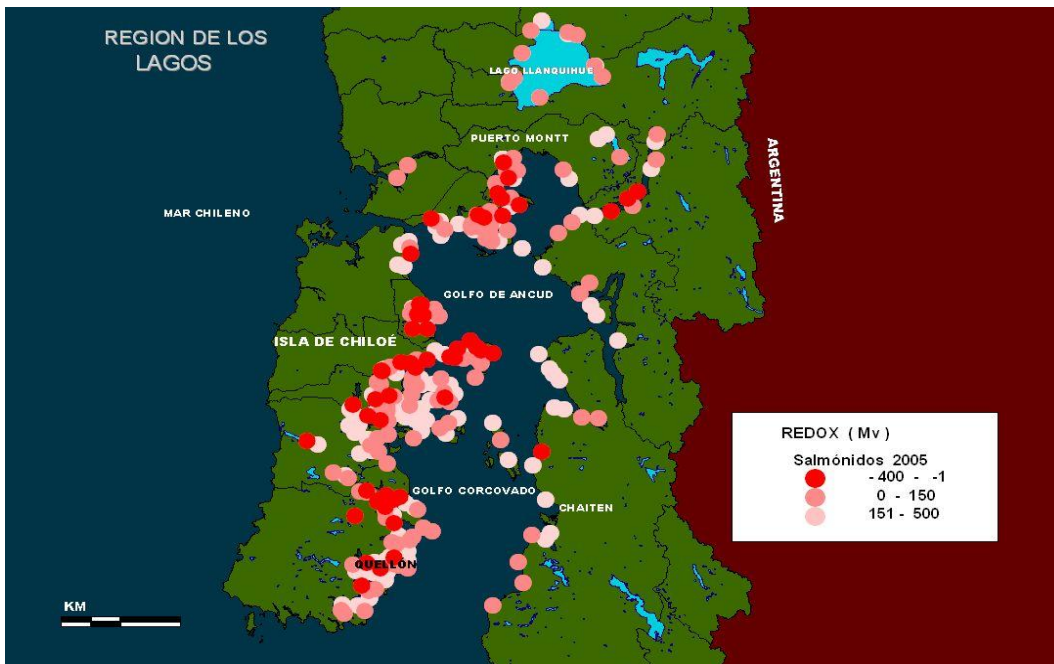 REGION DE LOS
LAGOS
LAGO LLANQUIHUE
PUERTO MONTT
ARGENTINA
MAR CHILENO
GOLFO DE ANCUD
ISLA DE CHILOÉ
GOLFO CORCOVADO
CHAITEN
QUELLÓN
KM
REDOX ( Mv )
Salmónidos 2005
-400 - -1
0 - 150
151 - 500